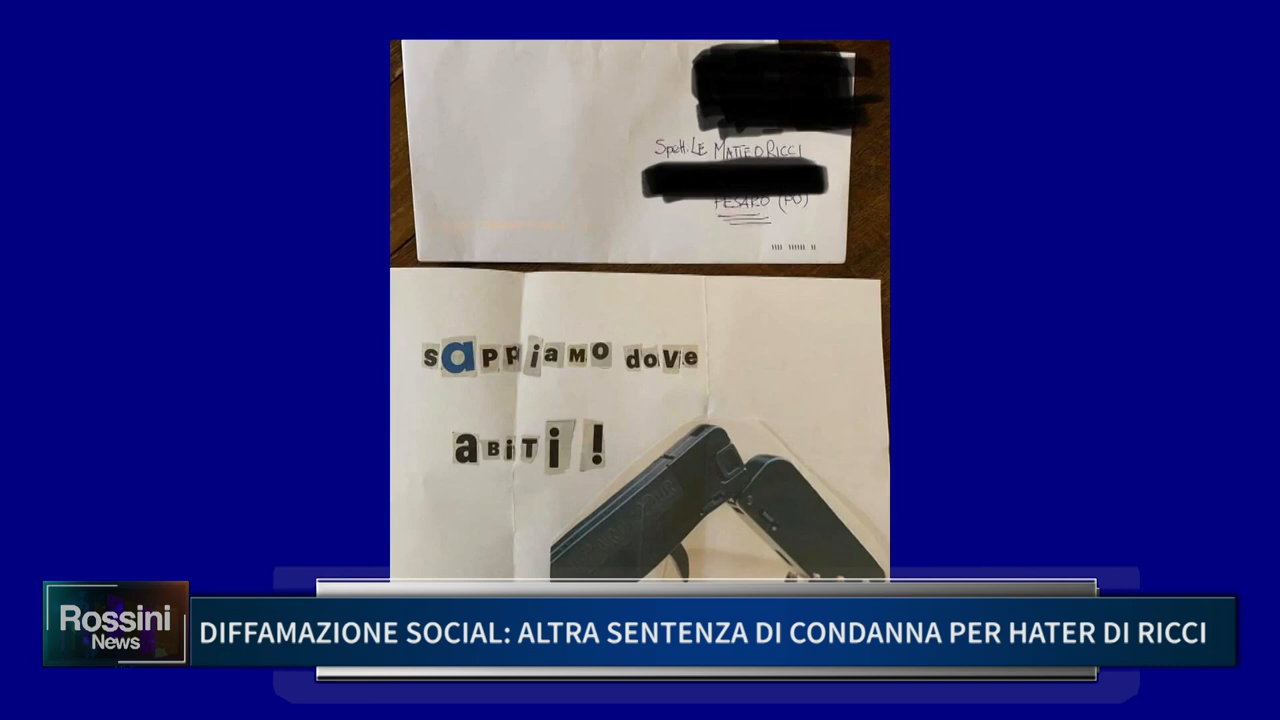 Spett.LE MATTEO RICCI
PESARO (PU)
SaPPiaMO doVe
aBiTi !
Rossini
News
DIFFAMAZIONE SOCIAL: ALTRA SENTENZA DI CONDANNA PER HATER DI RICCI